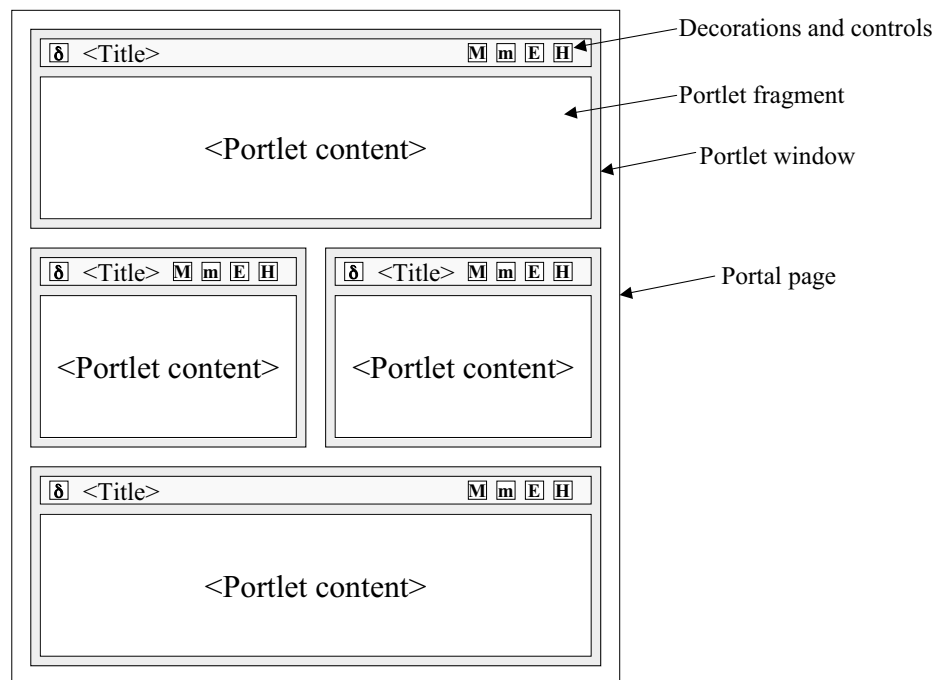 Decorations and controls
δ <Title> M m E H
Portlet fragment
<Portlet content>
Portlet window
δ <Title> M m E H
δ <Title> M m E H
Portal page
<Portlet content>
<Portlet content>
δ <Title> M m E H
<Portlet content>